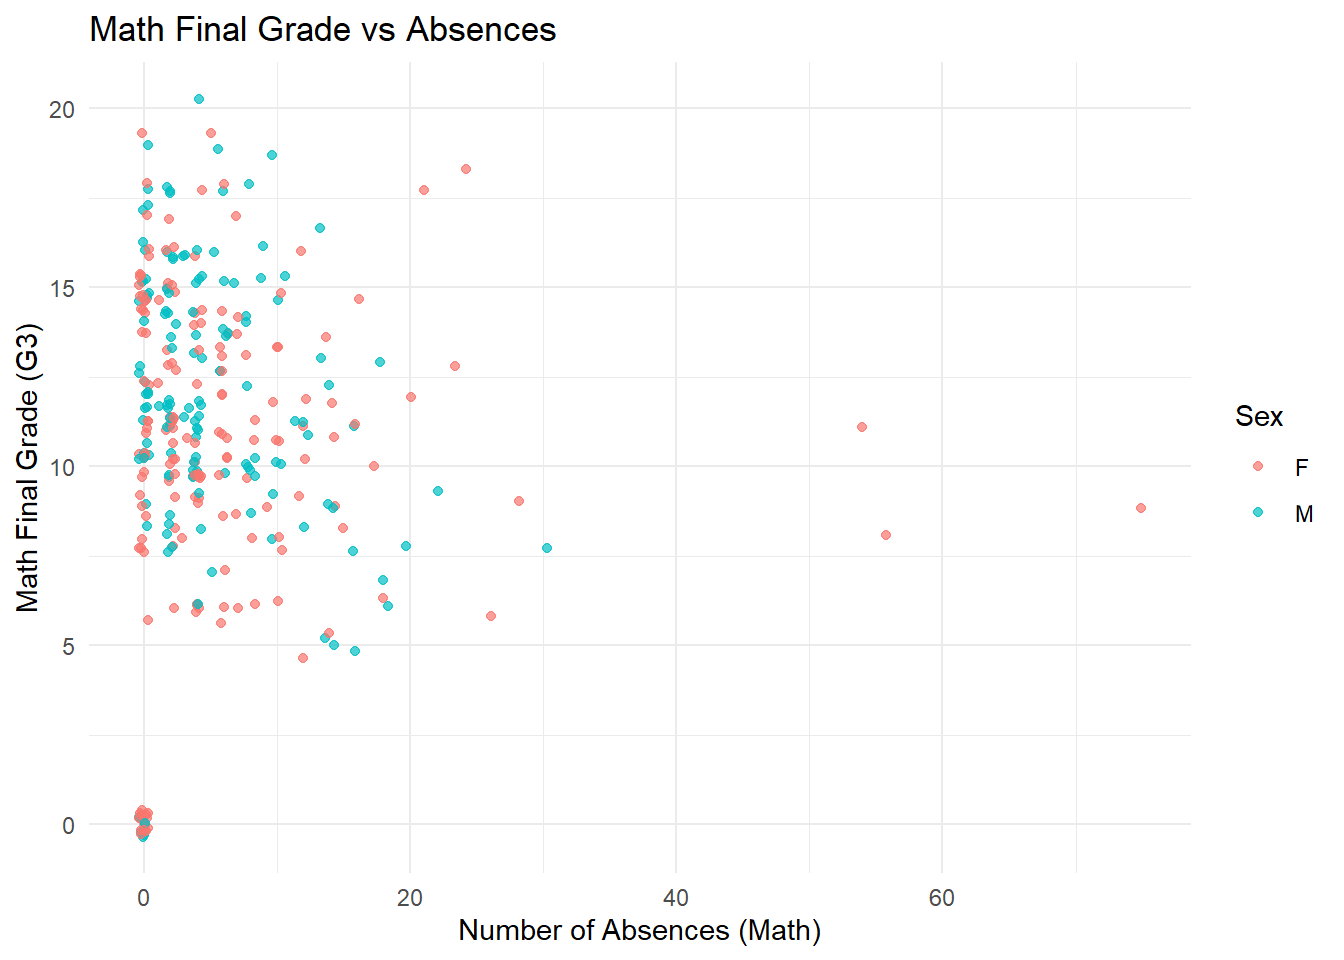 Math Final Grade vs Absences
20
15
10
5
0
Math Final Grade (G3)
0 20 40 60
Number of Absences (Math)
Sex
F
M